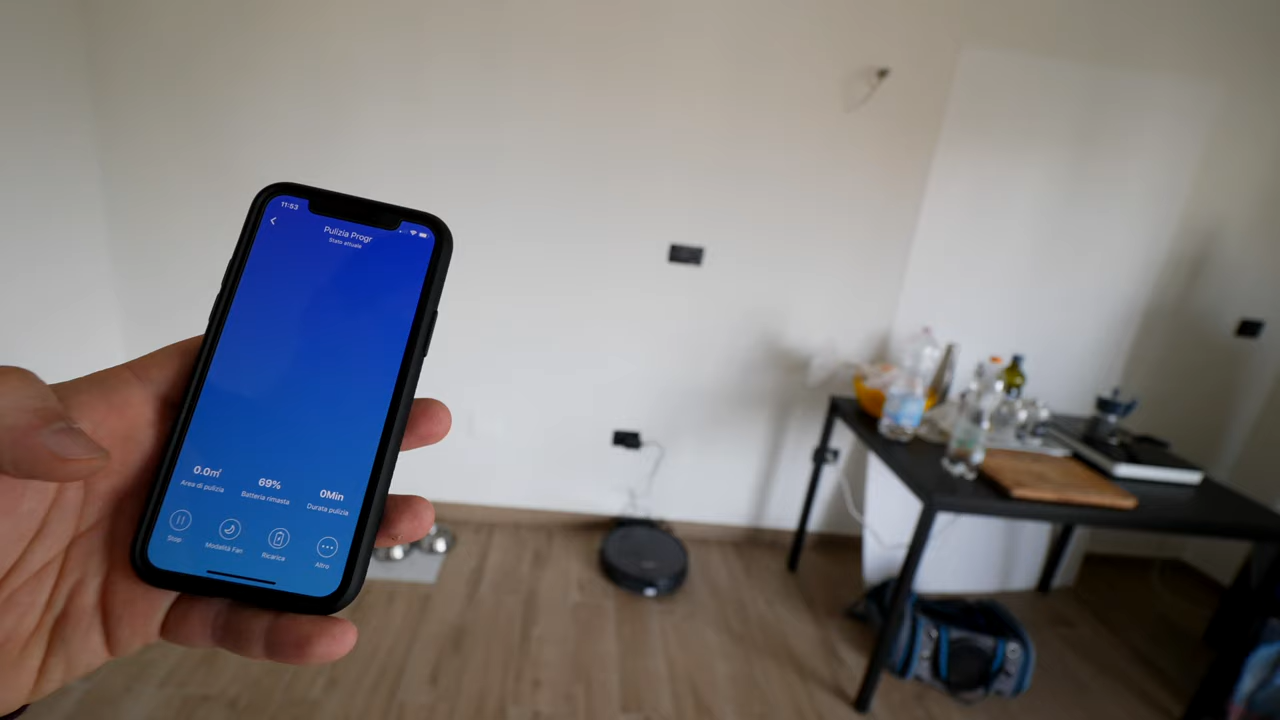 11:53
Pulizia Progr
Stato attuale
0.0㎡ 69% 0Min
Area di pulizia Batteria rimasta Durata pulizia
Stop Modalità Fan Ricarica Altro